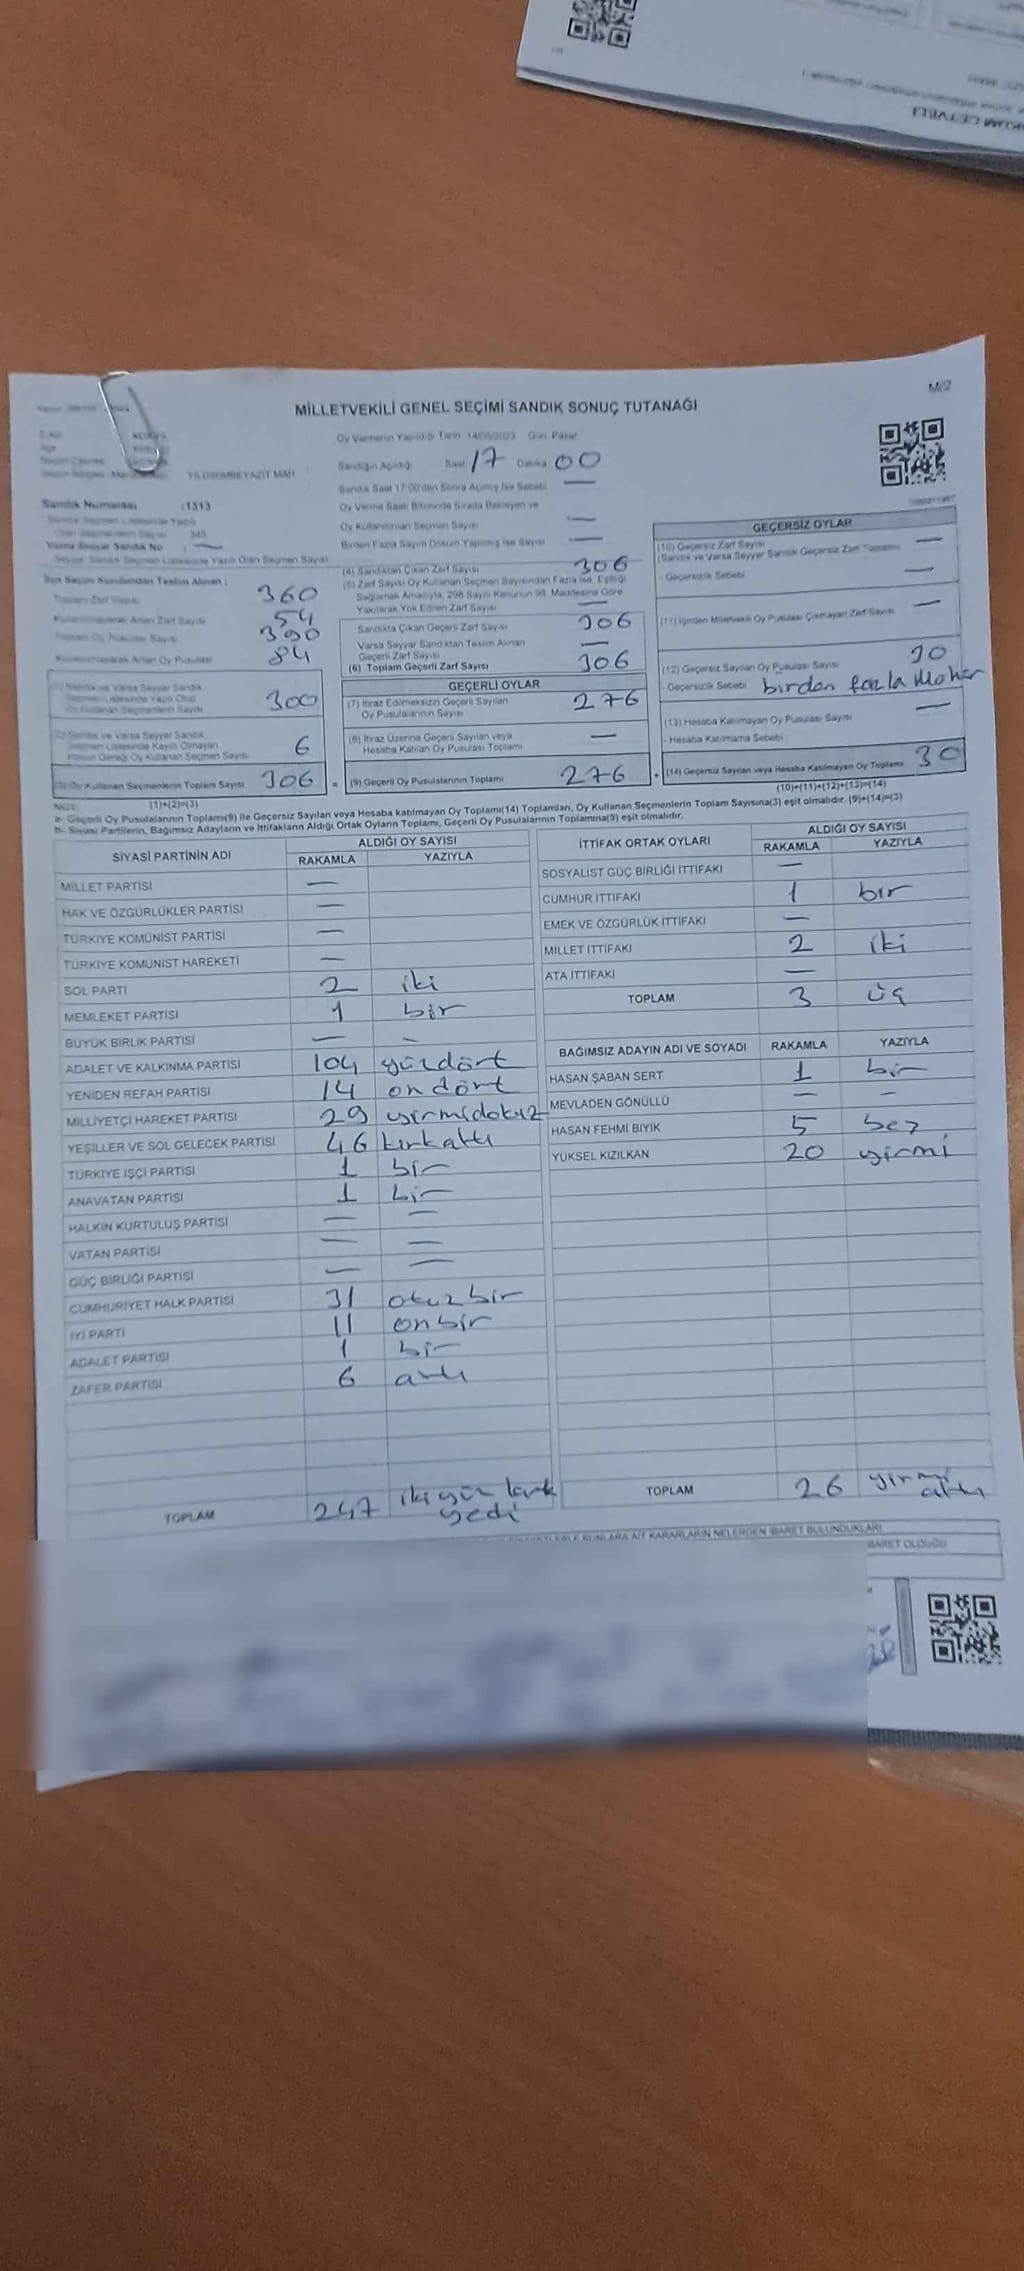 M/2
MİLLETVEKİLİ GENEL SEÇİMİ SANDIK SONUÇ TUTANAĞI
Oy Vermenin Yapıldığı Tarih 14/05/2023 Gün Pazar
Sandığın Açıldığı Saat 17 Dakika 00
YILDIRIMBEYAZIT MAH.
Sandık Saat 17:00'den Sonra Açılmış İse Sebebi —
Sandık Numarası :1313
Oy Verme Saati Bitiminde Sırada Bekleyen ve
Oy Kullandırılan Seçmen Sayısı —
345
Varsa Seyyar Sandık No —
Birden Fazla Sayım Döküm Yapılmış İse Sayısı —
Seyyar Sandık Seçmen Listesinde Yazılı Olan Seçmen Sayısı
İlçe Seçim Kurulundan Teslim Alınan :
Toplam Zarf Sayısı 360
Kullanılmayarak Artan Zarf Sayısı 54
Toplam Oy Pusulası Sayısı 390
Kullanılmayarak Artan Oy Pusulası 84
(1) Sandık ve Varsa Seyyar Sandık
Seçmen Listesinde Yazılı Olup
Oy Kullanan Seçmenlerin Sayısı 300
(2) Sandık ve Varsa Seyyar Sandık
Seçmen Listesinde Kayıtlı Olmayan
Kanun Gereği Oy Kullanan Seçmen Sayısı 6
(3) Oy Kullanan Seçmenlerin Toplam Sayısı 306
(1)+(2)=(3)
(4) Sandıktan Çıkan Zarf Sayısı 306
(5) Zarf Sayısı Oy Kullanan Seçmen Sayısından Fazla İse, Eşitliği
Sağlamak Amacıyla; 298 Sayılı Kanunun 98. Maddesine Göre
Yakılarak Yok Edilen Zarf Sayısı —
Sandıkta Çıkan Geçerli Zarf Sayısı 306
Varsa Seyyar Sandıktan Teslim Alınan
Geçerli Zarf Sayısı —
(6) Toplam Geçerli Zarf Sayısı 306
GEÇERLİ OYLAR
(7) İtiraz Edilmeksizin Geçerli Sayılan
Oy Pusulalarının Sayısı 276
(8) İtiraz Üzerine Geçerli Sayılan veya
Hesaba Katılan Oy Pusulası Toplamı —
= (9) Geçerli Oy Pusulalarının Toplamı 276
GEÇERSİZ OYLAR
(10) Geçersiz Zarf Sayısı
(Sandık ve Varsa Seyyar Sandık Geçersiz Zarf Toplamı) —
- Geçersizlik Sebebi —
(11) İçinden Milletvekili Oy Pusulası Çıkmayan Zarf Sayısı —
(12) Geçersiz Sayılan Oy Pusulası Sayısı 30
- Geçersizlik Sebebi birden fazla Mühür
(13) Hesaba Katılmayan Oy Pusulası Sayısı —
- Hesaba Katılmama Sebebi
+ (14) Geçersiz Sayılan veya Hesaba Katılmayan Oy Toplamı 30
(10)+(11)+(12)+(13)=(14)
NOT:
a- Geçerli Oy Pusulalarının Toplamı(9) ile Geçersiz Sayılan veya Hesaba katılmayan Oy Toplamı(14) Toplamları, Oy Kullanan Seçmenlerin Toplam Sayısına(3) eşit olmalıdır. (9)+(14)=(3)
b- Siyasi Partilerin, Bağımsız Adayların ve İttifakların Aldığı Ortak Oyların Toplamı, Geçerli Oy Pusulalarının Toplamına(9) eşit olmalıdır.
SİYASİ PARTİNİN ADI ALDIĞI OY SAYISI
RAKAMLA YAZIYLA
MİLLET PARTİSİ —
HAK VE ÖZGÜRLÜKLER PARTİSİ —
TÜRKİYE KOMÜNİST PARTİSİ —
TÜRKİYE KOMÜNİST HAREKETİ —
SOL PARTİ 2 iki
MEMLEKET PARTİSİ 1 bir
BÜYÜK BİRLİK PARTİSİ — —
ADALET VE KALKINMA PARTİSİ 104 yüzdört
YENİDEN REFAH PARTİSİ 14 ondört
MİLLİYETÇİ HAREKET PARTİSİ 29 yirmidokuz
YEŞİLLER VE SOL GELECEK PARTİSİ 46 kırkaltı
TÜRKİYE İŞÇİ PARTİSİ 1 bir
ANAVATAN PARTİSİ 1 bir
HALKIN KURTULUŞ PARTİSİ — —
VATAN PARTİSİ — —
GÜÇ BİRLİĞİ PARTİSİ — —
CUMHURİYET HALK PARTİSİ 31 otuzbir
İYİ PARTİ 11 onbir
ADALET PARTİSİ 1 bir
ZAFER PARTİSİ 6 altı
TOPLAM 247 ikiyüz kırk
yedi
İTTİFAK ORTAK OYLARI ALDIĞI OY SAYISI
RAKAMLA YAZIYLA
SOSYALİST GÜÇ BİRLİĞİ İTTİFAKI —
CUMHUR İTTİFAKI 1 bir
EMEK VE ÖZGÜRLÜK İTTİFAKI —
MİLLET İTTİFAKI 2 iki
ATA İTTİFAKI —
TOPLAM 3 üç
BAĞIMSIZ ADAYIN ADI VE SOYADI RAKAMLA YAZIYLA
HASAN ŞABAN SERT 1 bir
MEVLADEN GÖNÜLLÜ — —
HASAN FEHMİ BIYIK 5 beş
YÜKSEL KIZILKAN 20 yirmi
TOPLAM 26 yirmi
altı
BUNLARA AİT KARARLARIN NELERDEN İBARET BULUNDUKLARI
İBARET OLDUĞU